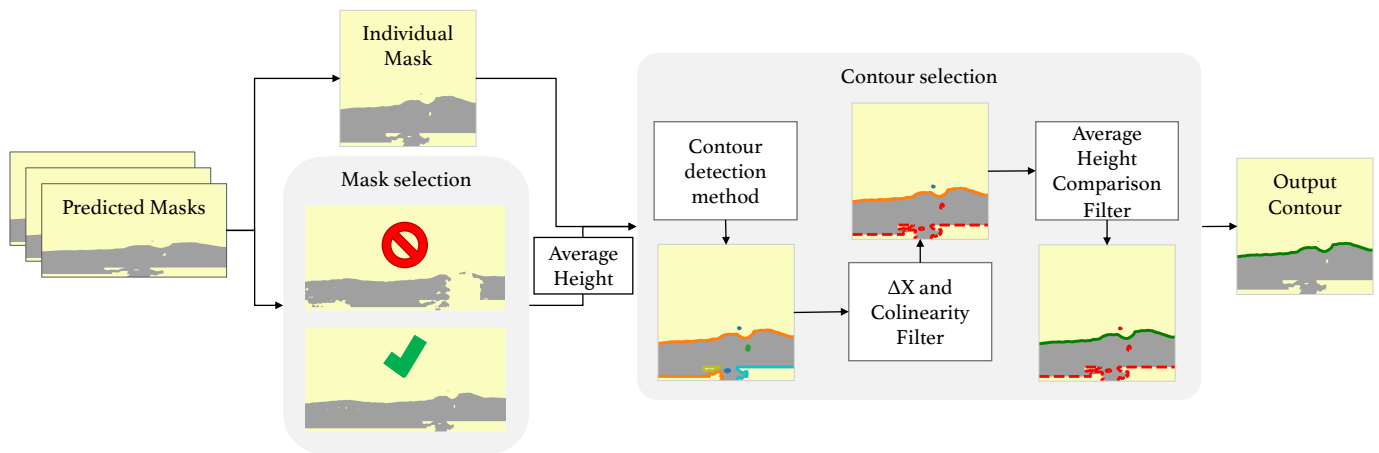 Predicted Masks
Individual
Mask
Mask selection
Average
Height
Contour selection
Contour
detection
method
ΔX and
Colinearity
Filter
Average
Height
Comparison
Filter
Output
Contour